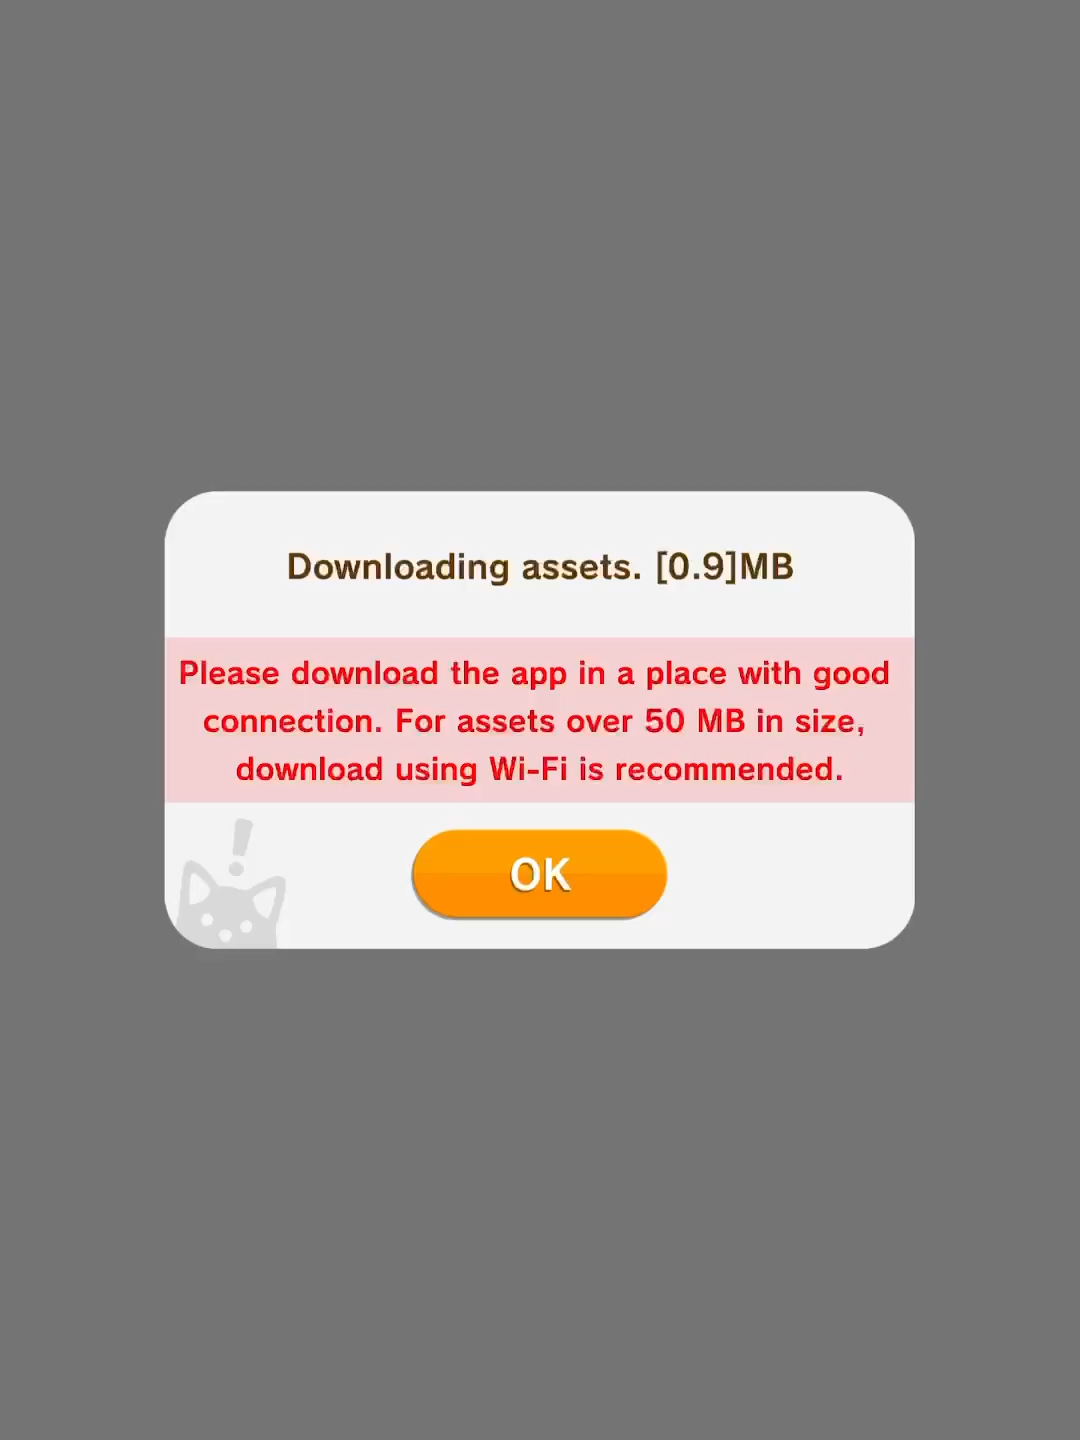 Downloading assets. [0.9]MB
Please download the app in a place with good
connection. For assets over 50 MB in size,
download using Wi-Fi is recommended.
OK